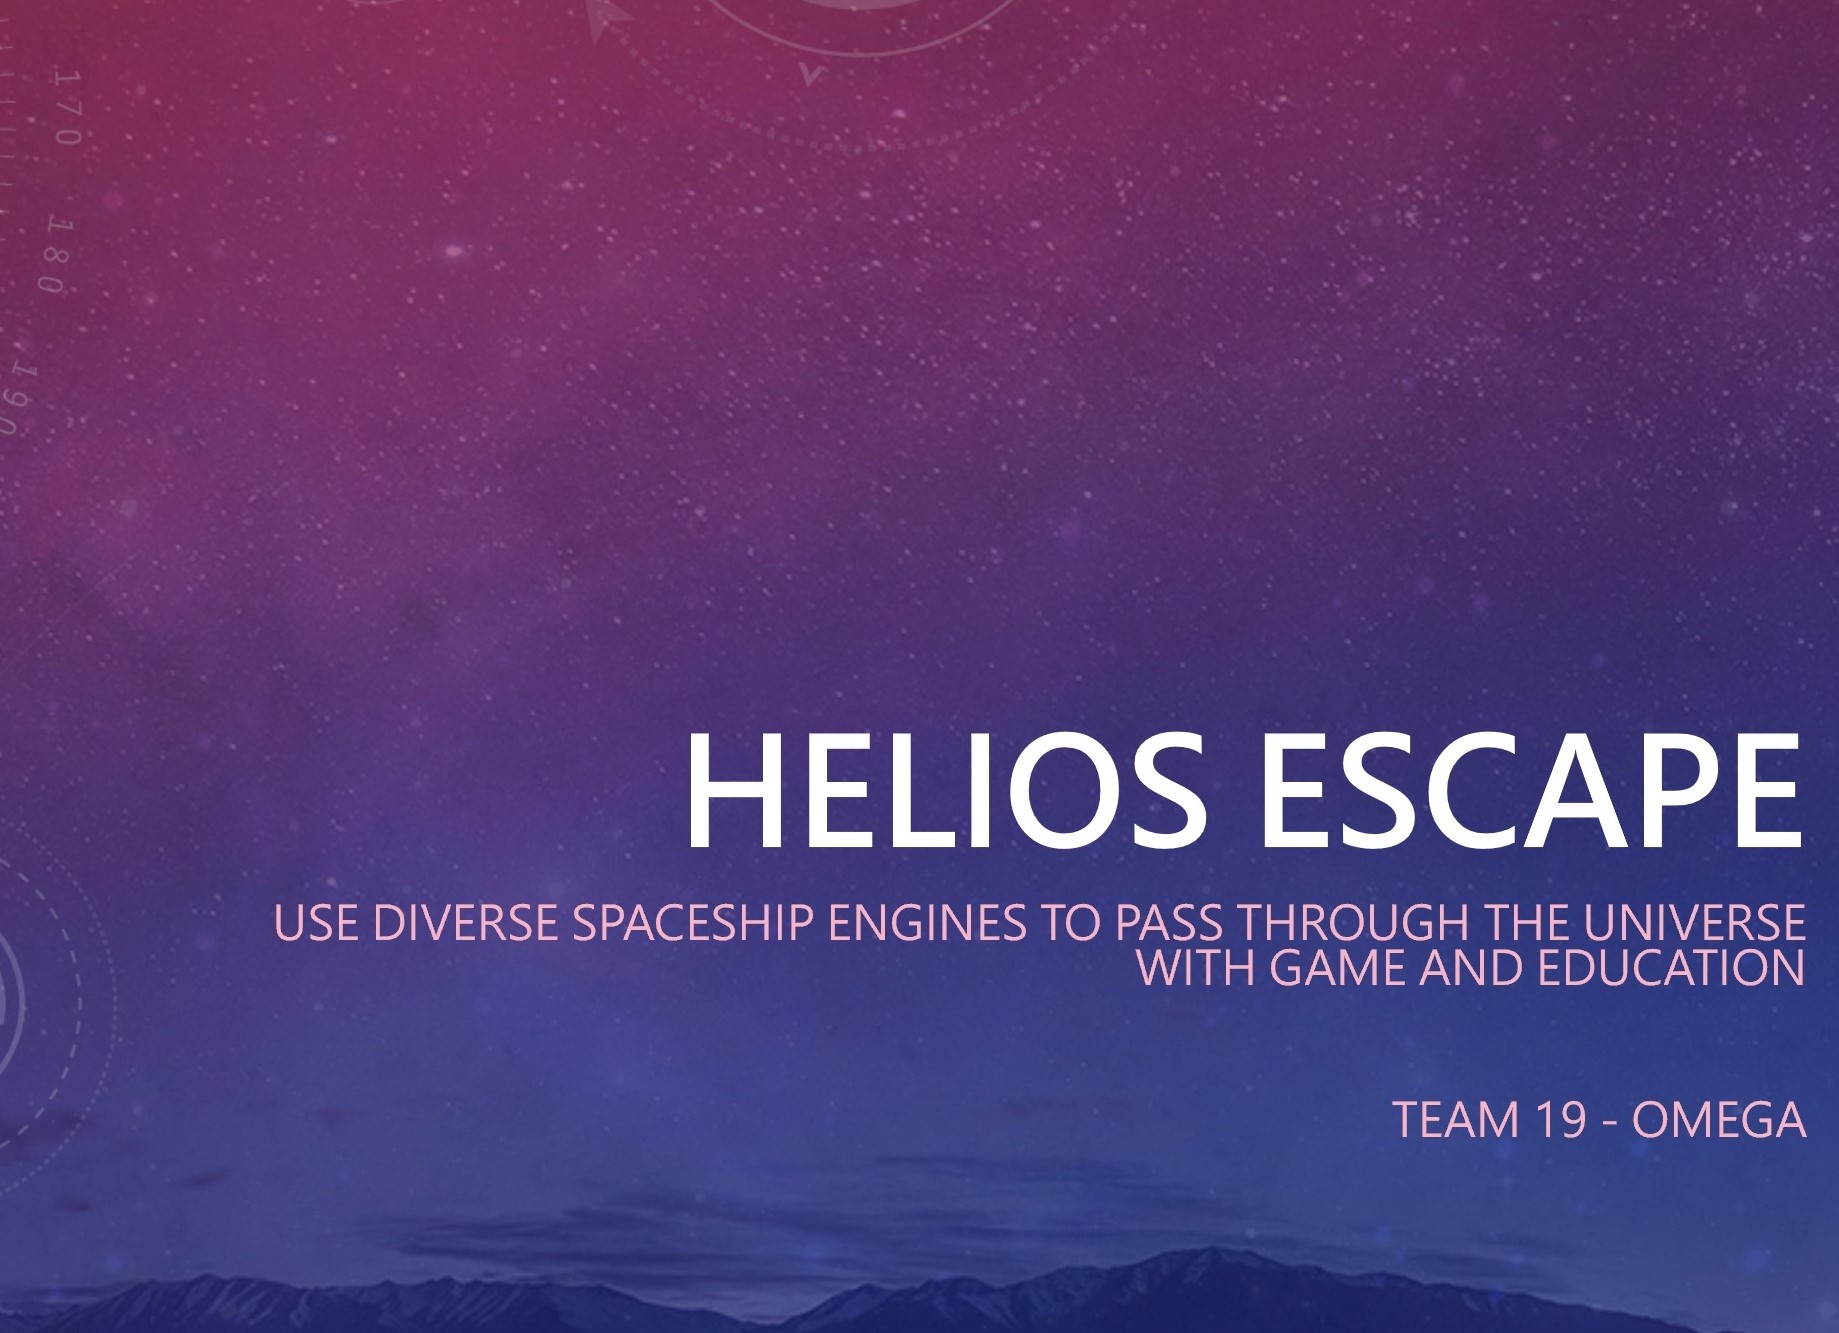 170 180 190
HELIOS ESCAPE
USE DIVERSE SPACESHIP ENGINES TO PASS THROUGH THE UNIVERSE
WITH GAME AND EDUCATION
TEAM 19 - OMEGA